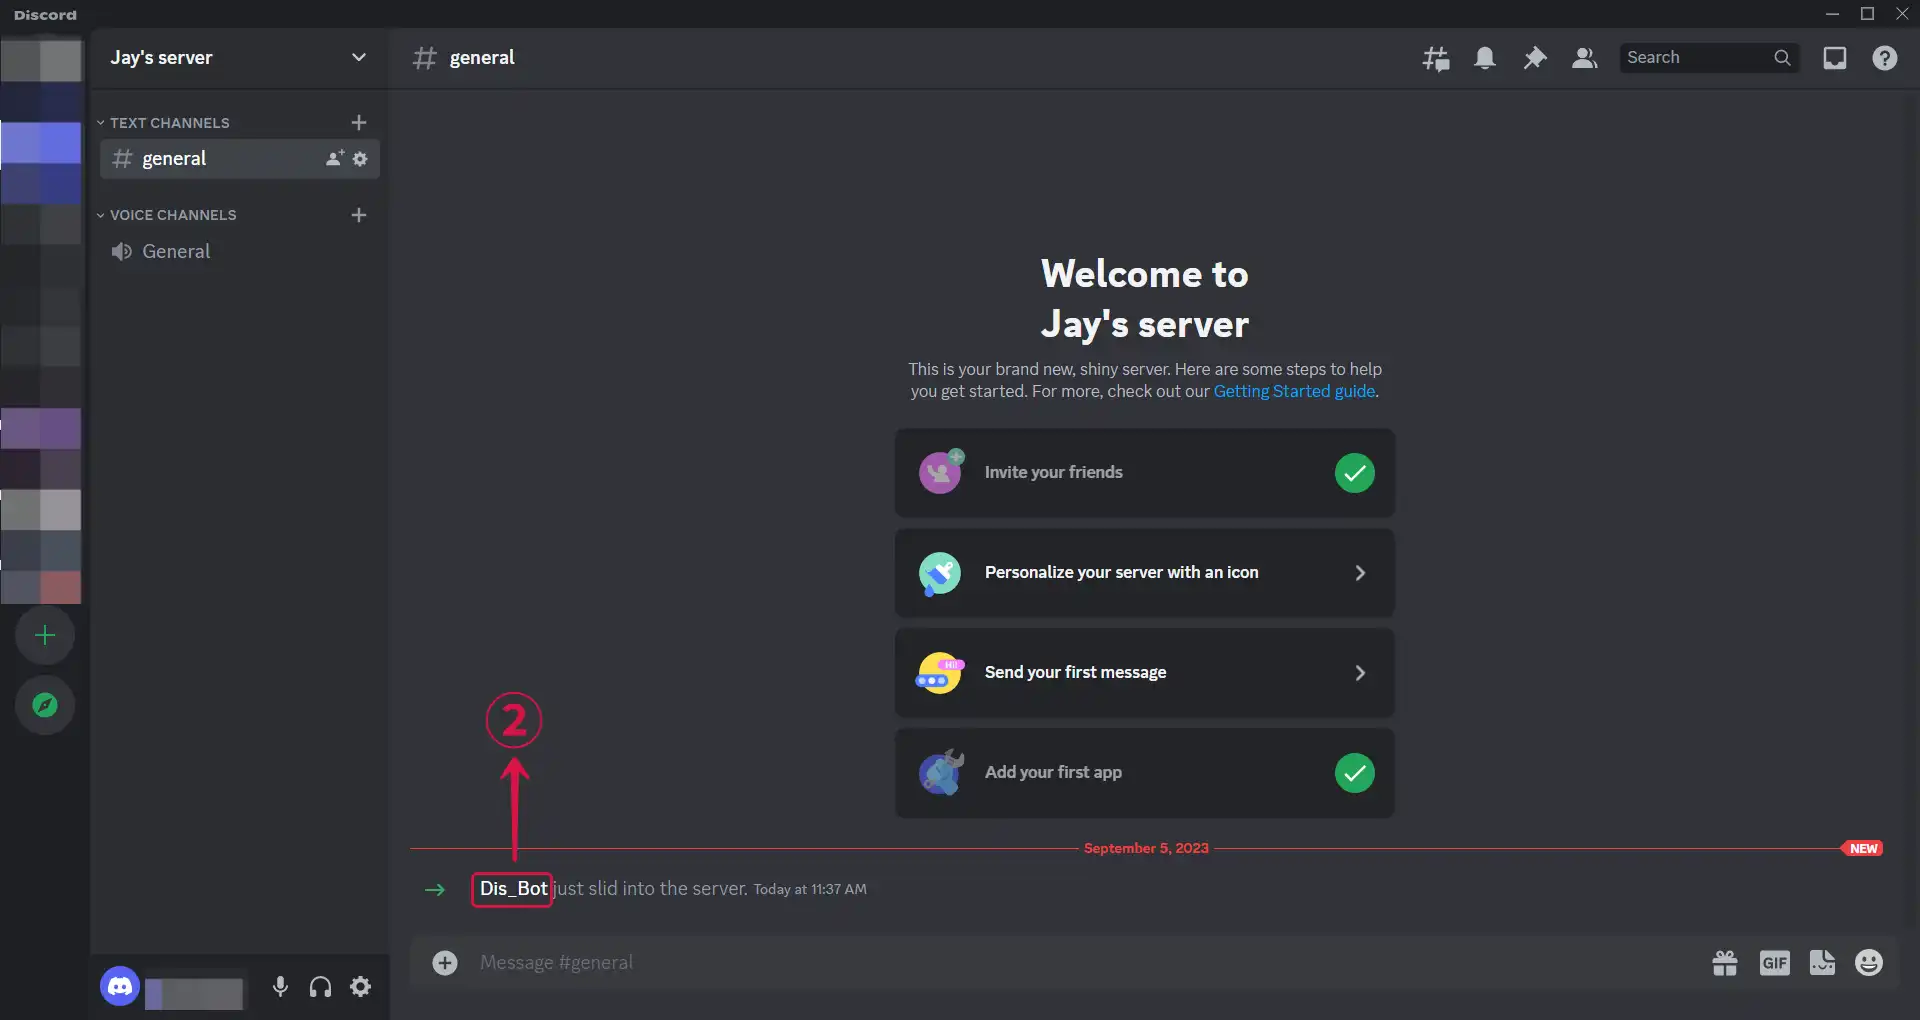 Discord
Jay's server
general
Search
TEXT CHANNELS
general
VOICE CHANNELS
General
Welcome to
Jay's server
This is your brand new, shiny server. Here are some steps to help
you get started. For more, check out our Getting Started guide.
Invite your friends
Personalize your server with an icon
Hi!
Send your first message
Add your first app
2
September 5, 2023
NEW
Dis_Bot just slid into the server. Today at 11:37 AM
Message #general
GIF